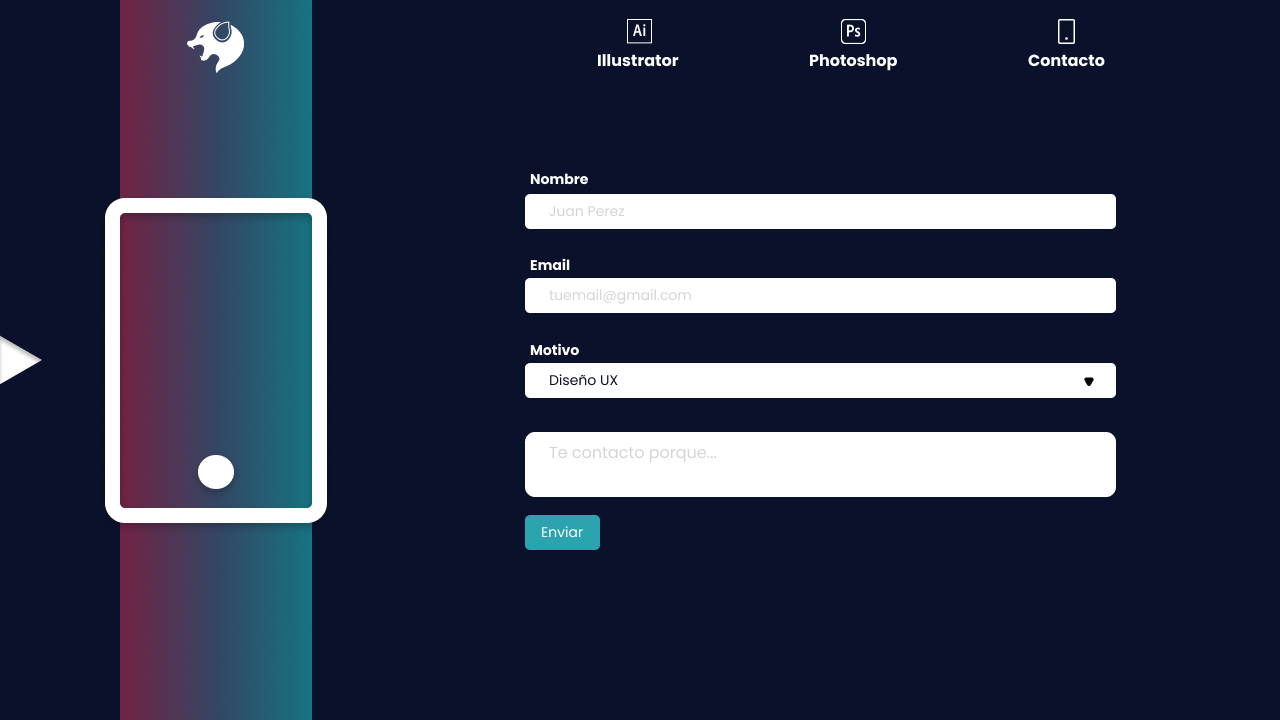 Ai
Ps
Illustrator
Photoshop
Contacto
Nombre
Juan Perez
Email
tuemail@gmail.com
Motivo
Diseño UX
Te contacto porque...
Enviar